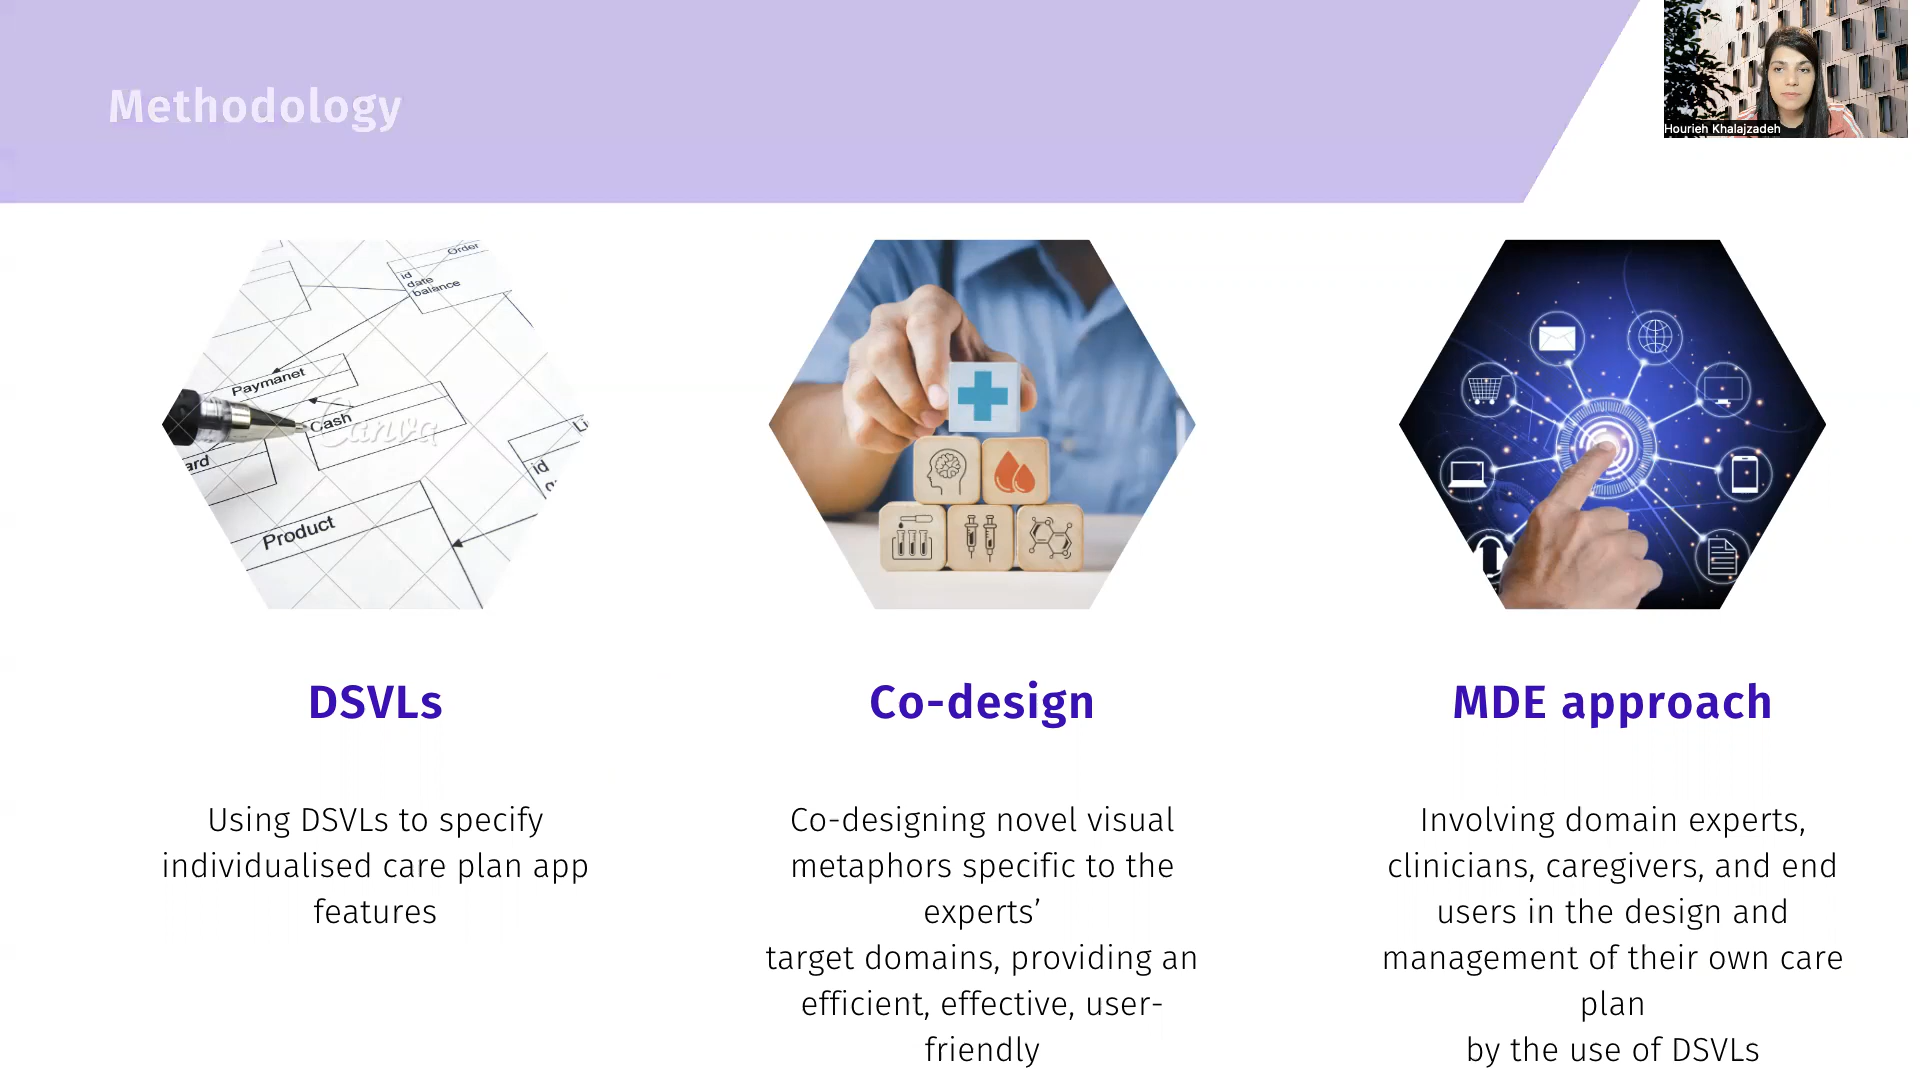 Methodology
Hourieh Khalajzadeh
Order
id
date
balance
Paymanet
Cash
Canva
ard
Li
id
Product
DSVLs
Co-design
MDE approach
Using DSVLs to specify
individualised care plan app
features
Co-designing novel visual
metaphors specific to the
experts’
target domains, providing an
efficient, effective, user-
friendly
Involving domain experts,
clinicians, caregivers, and end
users in the design and
management of their own care
plan
by the use of DSVLs